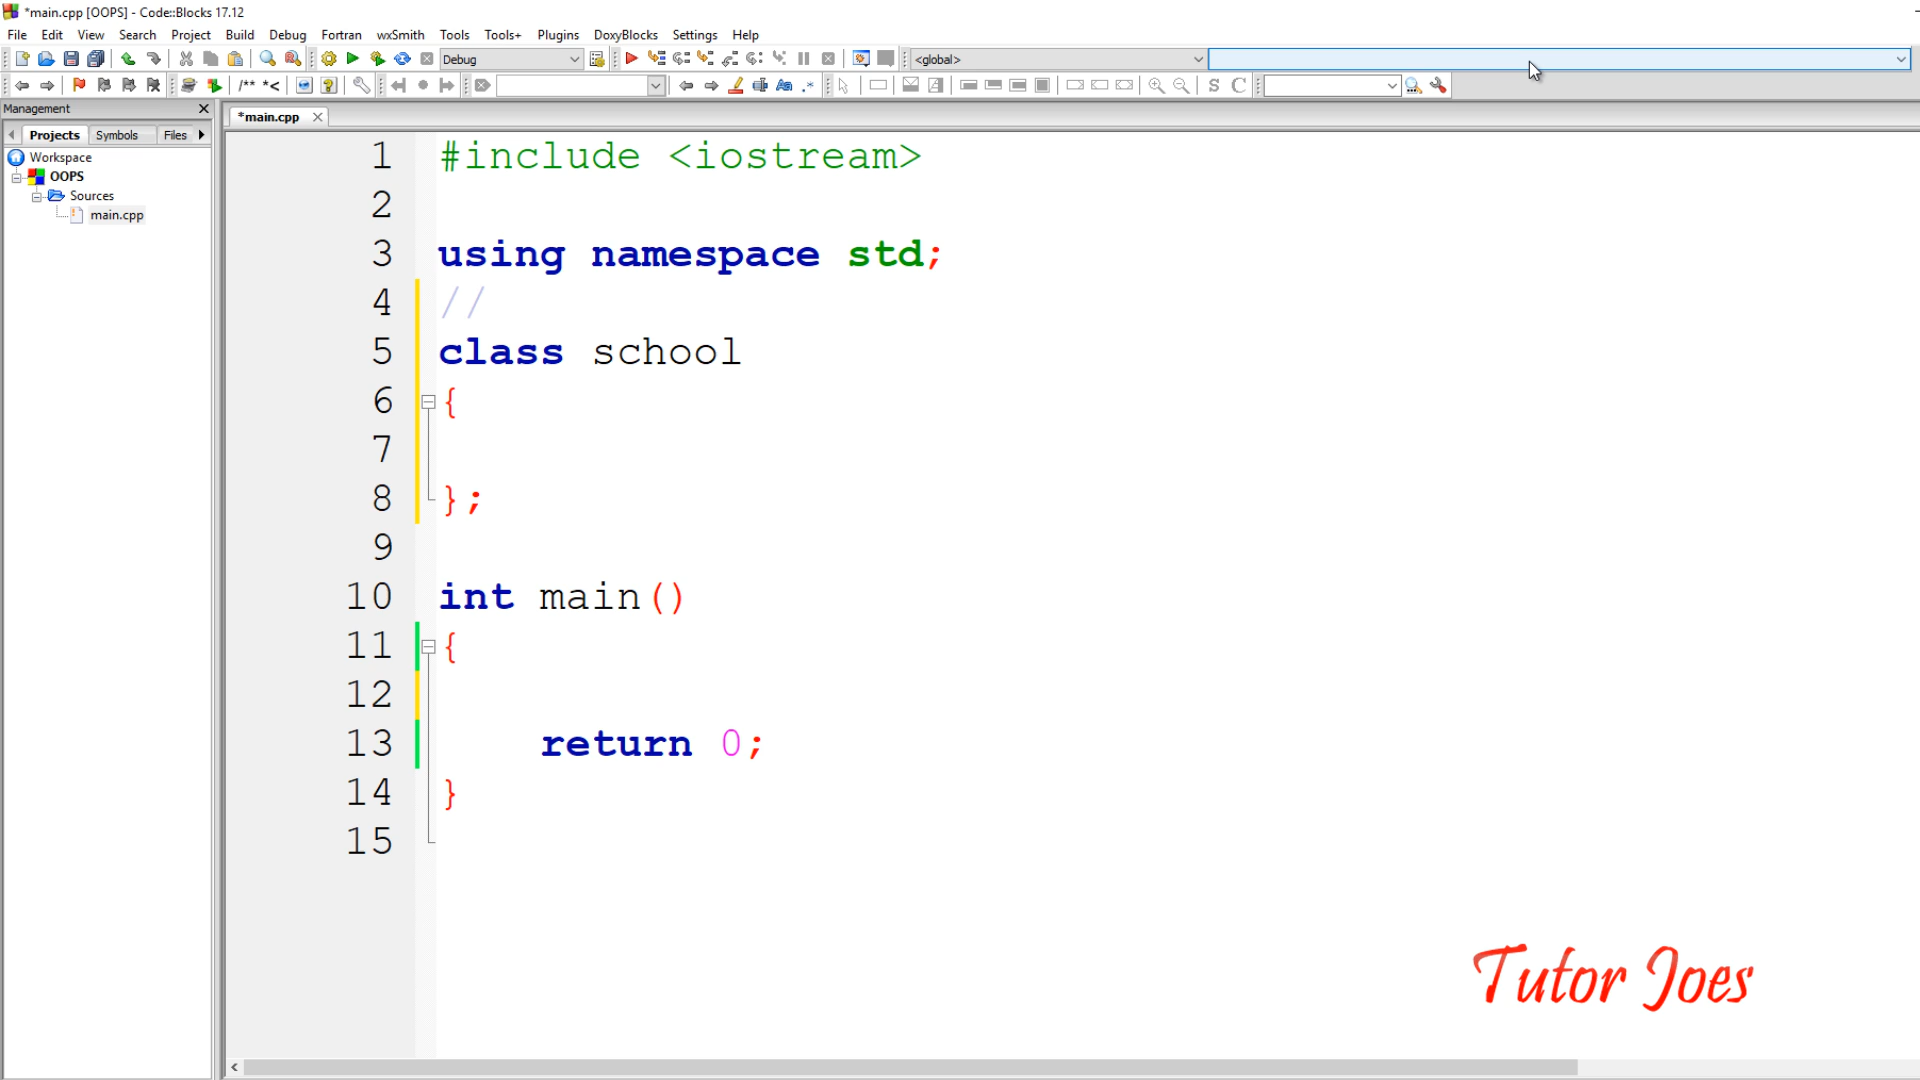 *main.cpp [OOPS] - Code::Blocks 17.12
File Edit View Search Project Build Debug Fortran wxSmith Tools Tools+ Plugins DoxyBlocks Settings Help
Debug <global>
/** *< Aa .* S C
Management
Projects Symbols Files
*main.cpp
Workspace
OOPS
Sources
main.cpp
1 #include <iostream>
2
3 using namespace std;
4 //
5 class school
6 {
7
8 };
9
10 int main()
11 {
12
13 return 0;
14 }
15
Tutor Joes